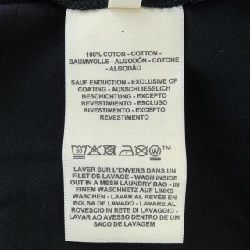 100% COTON - COTTON -
BAUMWOLLE - ALGODÓN - COTONE
- ALGODÃO
SAUF ENDUCTION - EXCLUSIVE OF
COATING - AUSSCHLIESSLICH
BESCHICHTUNG - EXCEPTO
REVESTIMIENTO - ESCLUSO
RIVESTIMENTO - EXCEPTO
REVESTIMENTO
LAVER SUR L'ENVERS DANS UN
FILET DE LAVAGE - WASH INSIDE
OUT IN A MESH LAUNDRY BAG - IN
EINEM WASCHNETZ AUF LINKS
WASCHEN - LAVAR AL REVÉS EN
BOLSA DE LAVADO - LAVARE AL
ROVESCIO IN RETE DI LAVAGGIO
- LAVAR DO AVESSO DENTRO DE UM
SACO DE LAVAGEM